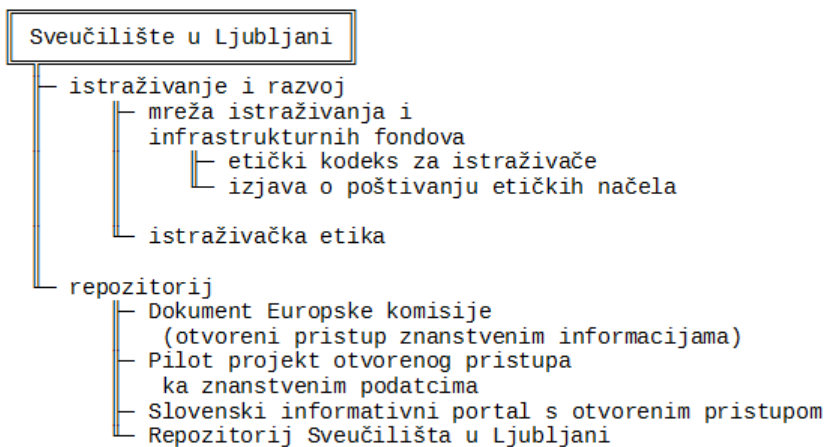 Sveučilište u Ljubljani
istraživanje i razvoj
mreža istraživanja i
infrastrukturnih fondova
etički kodeks za istraživače
izjava o poštivanju etičkih načela
istraživačka etika
repozitorij
Dokument Europske komisije
(otvoreni pristup znanstvenim informacijama)
Pilot projekt otvorenog pristupa
ka znanstvenim podatcima
Slovenski informativni portal s otvorenim pristupom
Repozitorij Sveučilišta u Ljubljani